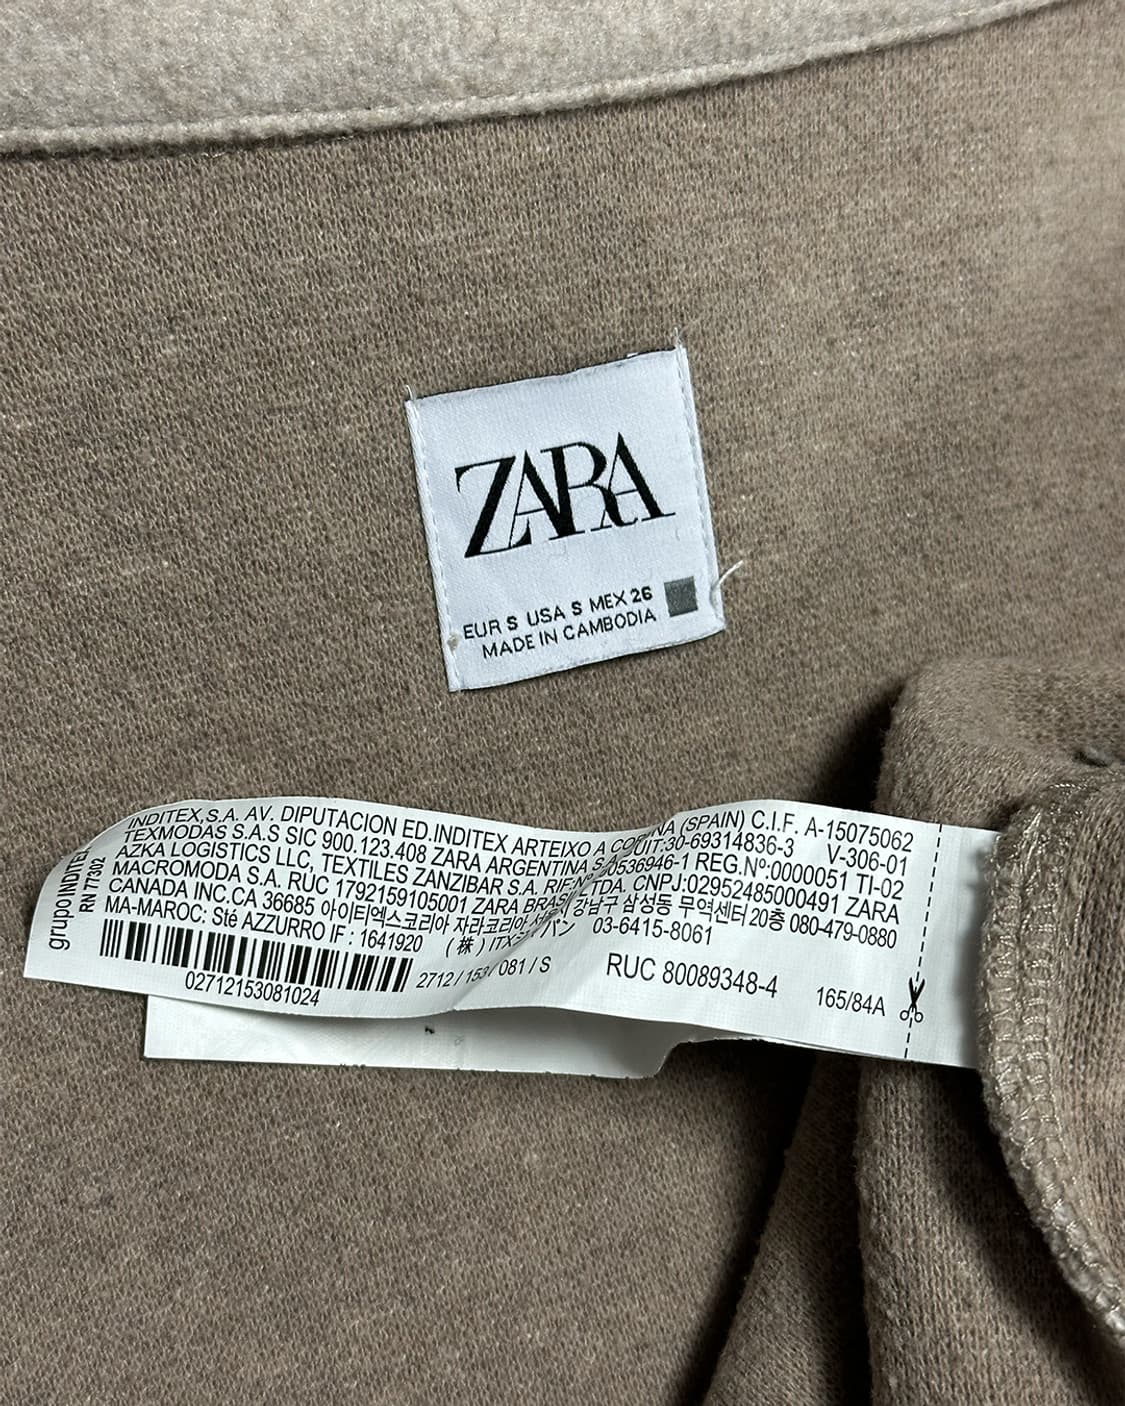 ZARA
EUR S USA S MEX 26
MADE IN CAMBODIA
grupo INDITEX
RN 77302
INDITEX,S.A. AV. DIPUTACION ED.INDITEX ARTEIXO A CORUNA (SPAIN) C.I.F. A-15075062
TEXMODAS S.A.S SIC 900.123.408 ZARA ARGENTINA S.A CUIT:30-69314836-3 V-306-01
AZKA LOGISTICS LLC, TEXTILES ZANZIBAR S.A. RIF:Nº 00536946-1 REG.Nº:0000051 TI-02
MACROMODA S.A. RUC 1792159105001 ZARA BRASIL LTDA. CNPJ:02952485000491 ZARA
CANADA INC.CA 36685 아이티엑스코리아 자라코리아 강남구 삼성동 무역센터 20층 080-479-0880
MA-MAROC: Sté AZZURRO IF : 1641920 (株) ITXジャパン 03-6415-8061
2712 / 153 / 081 / S RUC 80089348-4 165/84A
02712153081024